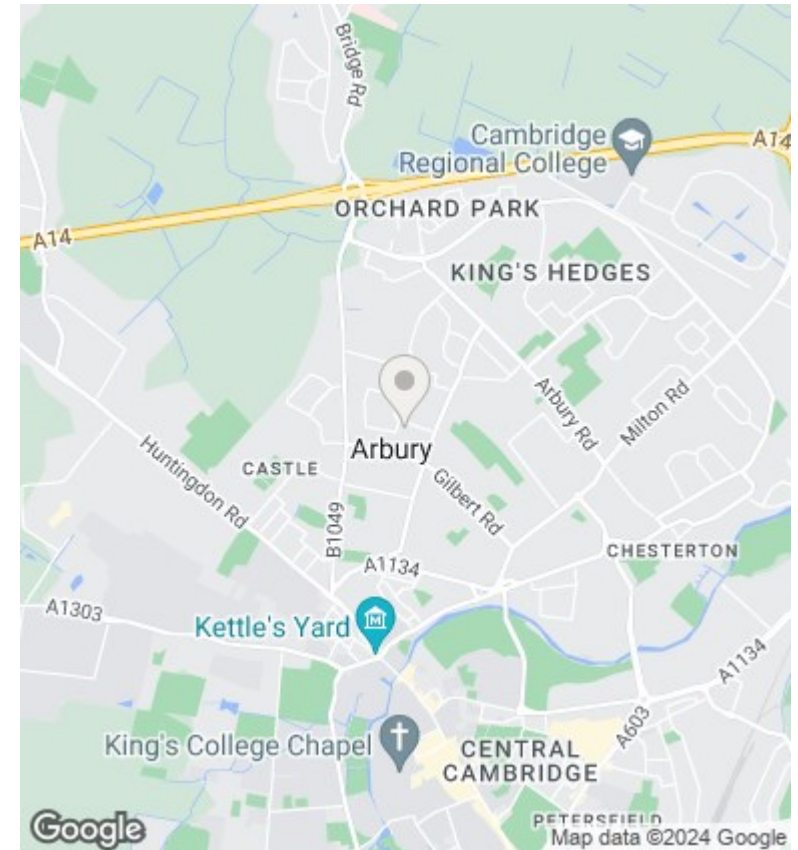 Bridge Rd
Cambridge
Regional College
A14
ORCHARD PARK
A14
KING'S HEDGES
Arbury Rd
Milton Rd
Arbury
Huntingdon Rd
CASTLE
Gilbert Rd
B1049
CHESTERTON
A1134
A1303
Kettle's Yard
M
A1134
A603
King's College Chapel
CENTRAL
CAMBRIDGE
PETERSFIELD
Google
Map data ©2024 Google